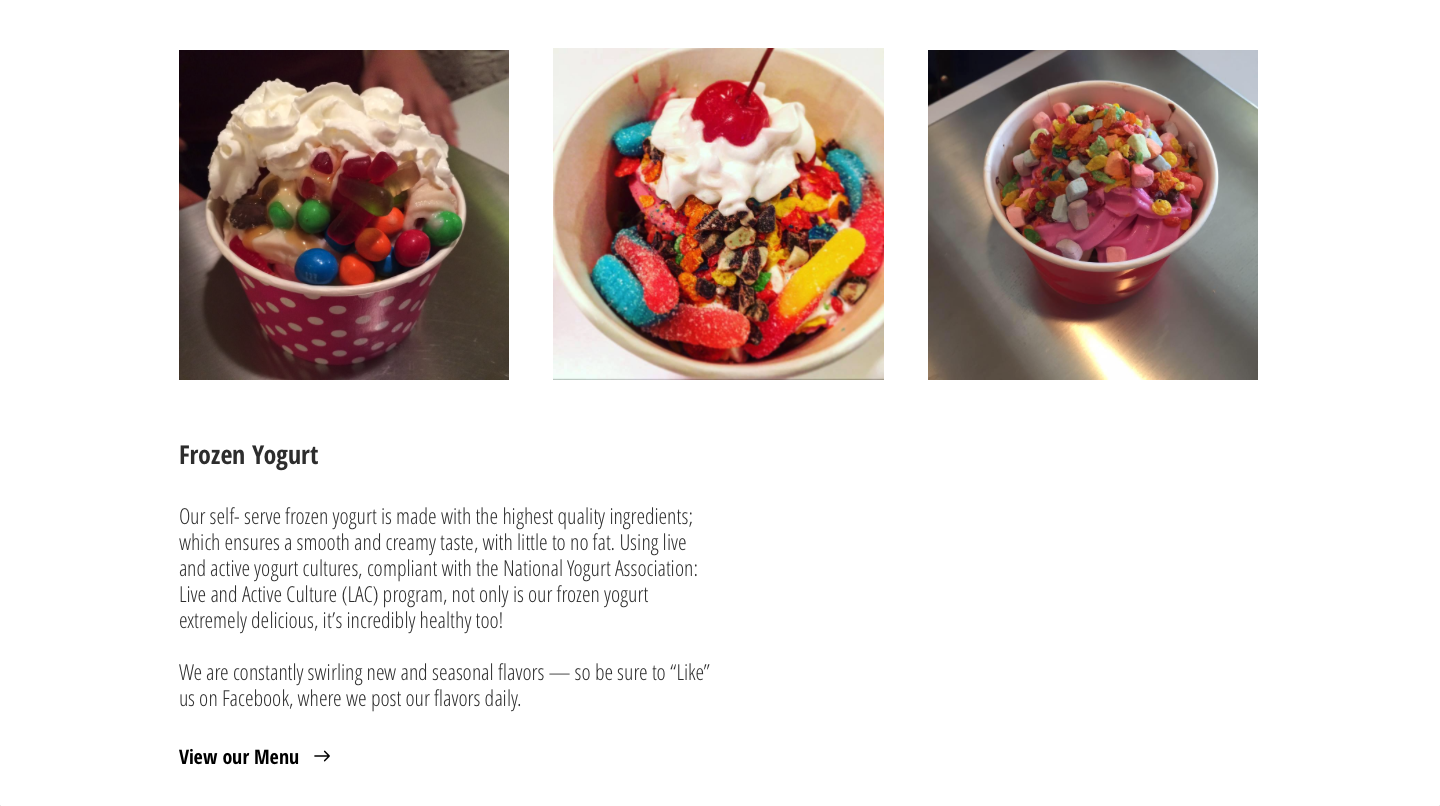 Frozen Yogurt
Our self- serve frozen yogurt is made with the highest quality ingredients;
which ensures a smooth and creamy taste, with little to no fat. Using live
and active yogurt cultures, compliant with the National Yogurt Association:
Live and Active Culture (LAC) program, not only is our frozen yogurt
extremely delicious, it’s incredibly healthy too!
We are constantly swirling new and seasonal flavors — so be sure to “Like”
us on Facebook, where we post our flavors daily.
View our Menu →